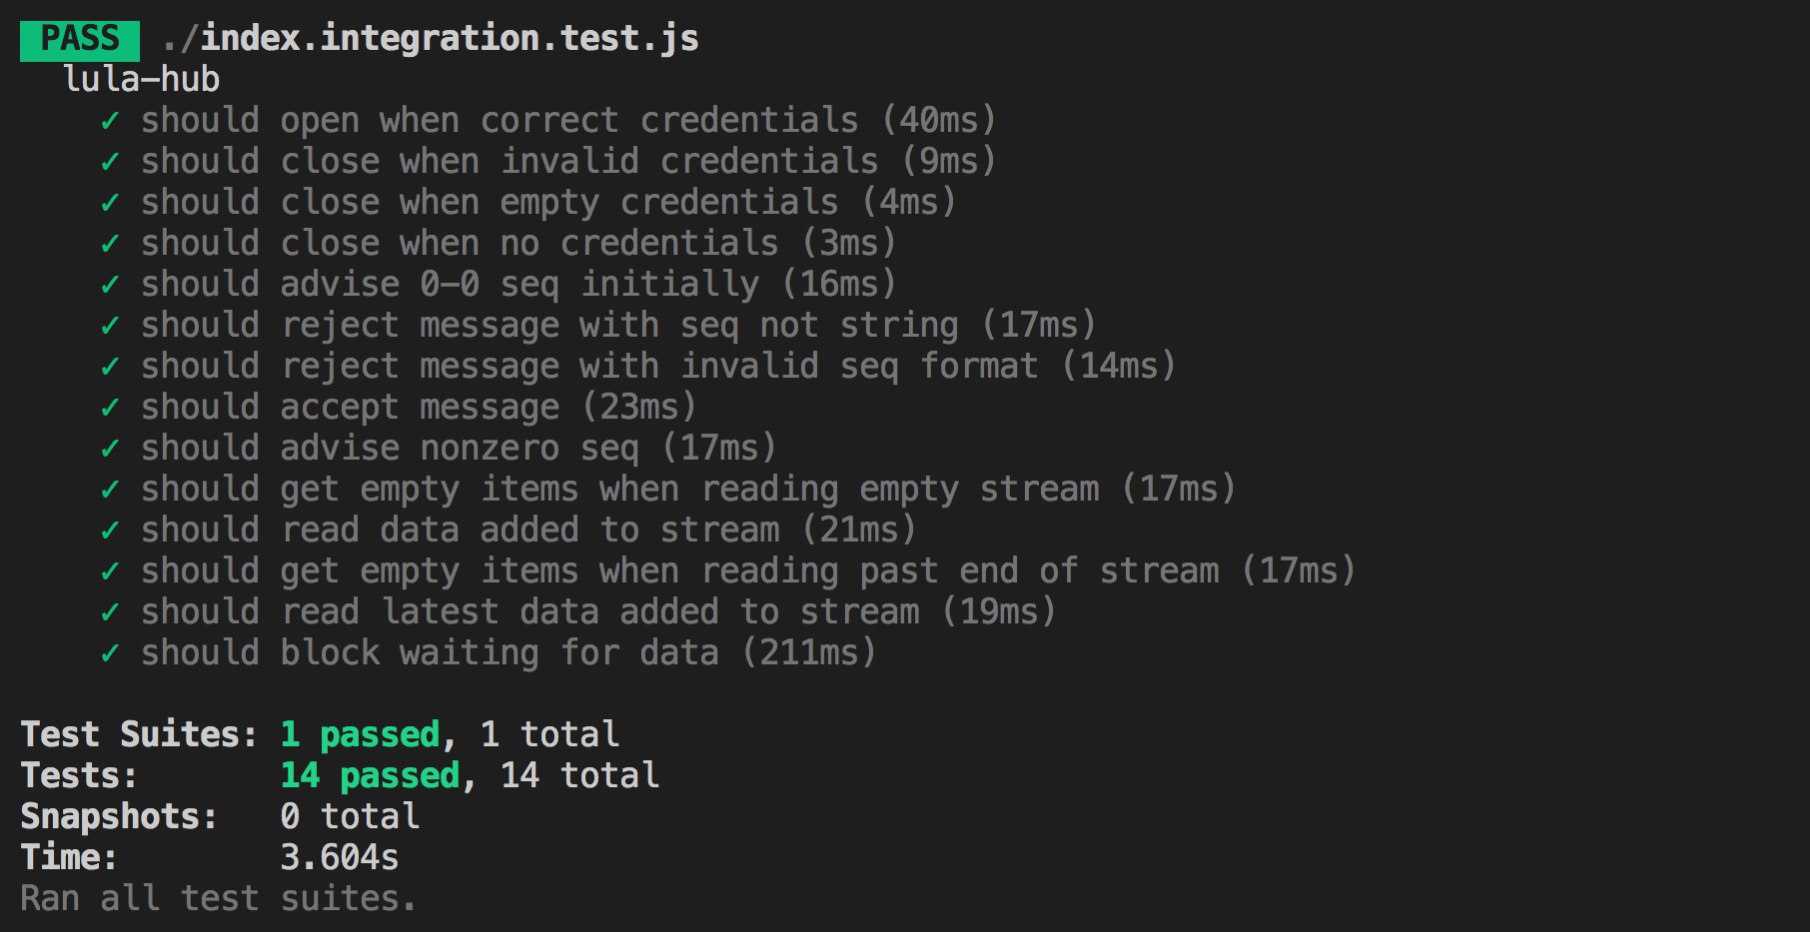 PASS ./index.integration.test.js
lula-hub
✓ should open when correct credentials (40ms)
✓ should close when invalid credentials (9ms)
✓ should close when empty credentials (4ms)
✓ should close when no credentials (3ms)
✓ should advise 0-0 seq initially (16ms)
✓ should reject message with seq not string (17ms)
✓ should reject message with invalid seq format (14ms)
✓ should accept message (23ms)
✓ should advise nonzero seq (17ms)
✓ should get empty items when reading empty stream (17ms)
✓ should read data added to stream (21ms)
✓ should get empty items when reading past end of stream (17ms)
✓ should read latest data added to stream (19ms)
✓ should block waiting for data (211ms)
Test Suites: 1 passed, 1 total
Tests: 14 passed, 14 total
Snapshots: 0 total
Time: 3.604s
Ran all test suites.